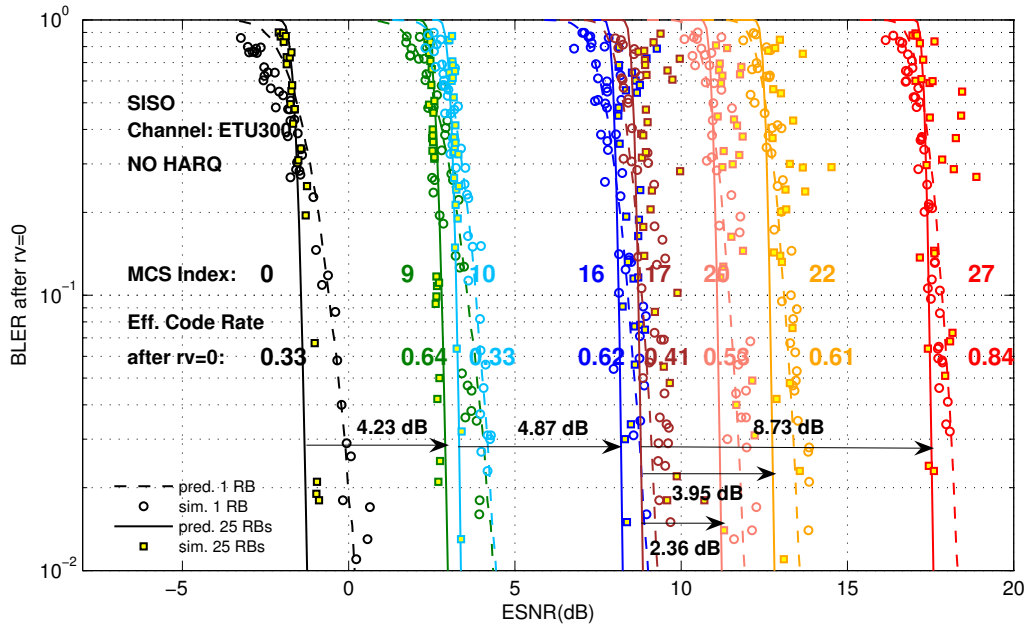 10⁰
SISO
Channel: ETU300
NO HARQ
MCS Index: 0 9 10 16 17 20 22 27
10⁻¹
Eff. Code Rate
after rv=0: 0.33 0.64 0.33 0.62 0.41 0.53 0.61 0.84
4.23 dB 4.87 dB 8.73 dB
3.95 dB
2.36 dB
pred. 1 RB
sim. 1 RB
pred. 25 RBs
sim. 25 RBs
10⁻²
−5 0 5 10 15 20
ESNR(dB)
BLER after rv=0